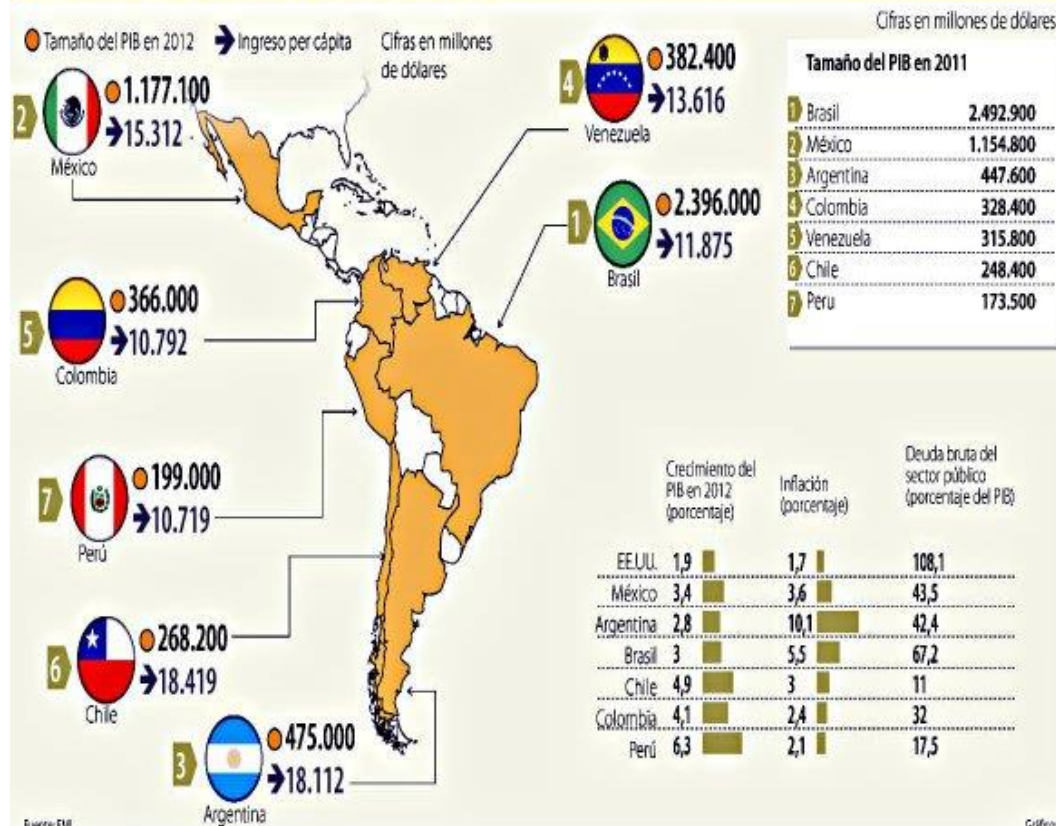 Tamaño del PIB en 2012 Ingreso per cápita
Cifras en millones
de dólares
2
1.177.100
15.312
México
4
382.400
13.616
Venezuela
1
2.396.000
11.875
Brasil
5
366.000
10.792
Colombia
7
199.000
10.719
Perú
6
268.200
18.419
Chile
3
475.000
18.112
Argentina
Cifras en millones de dólares
Tamaño del PIB en 2011
1 Brasil 2.492.900
2 México 1.154.800
3 Argentina 447.600
4 Colombia 328.400
5 Venezuela 315.800
6 Chile 248.400
7 Peru 173.500
Crecimiento del
PIB en 2012
(porcentaje)
Inflación
(porcentaje)
Deuda bruta del
sector público
(porcentaje del PIB)
EE.UU. 1,9 1,7 108,1
México 3,4 3,6 43,5
Argentina 2,8 10,1 42,4
Brasil 3 5,5 67,2
Chile 4,9 3 11
Colombia 4,1 2,4 32
Perú 6,3 2,1 17,5
Fuente: FMI